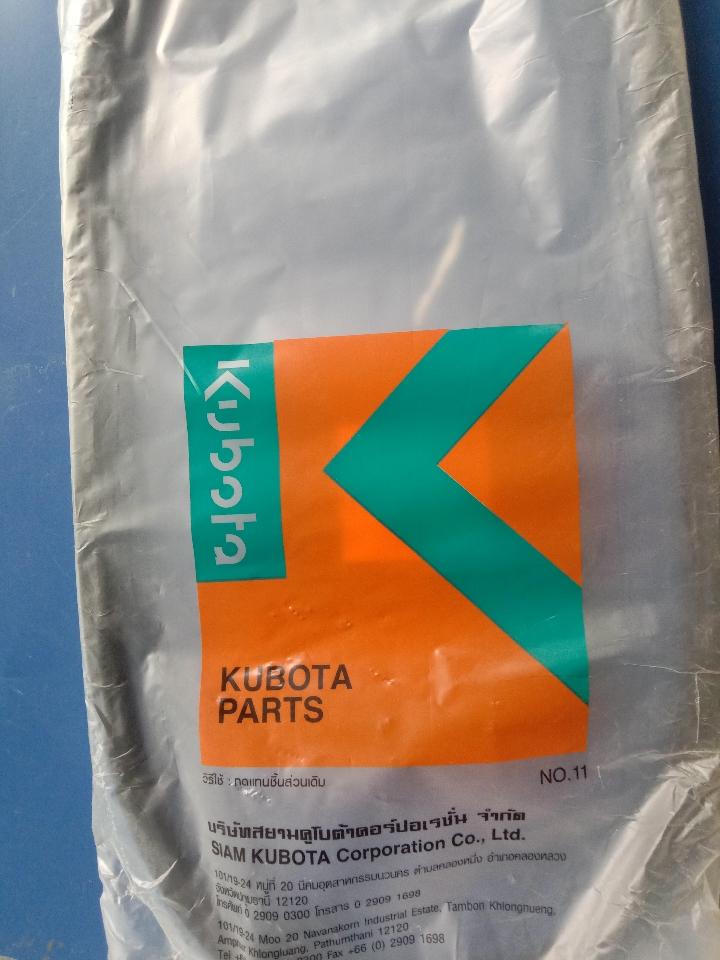 Kubota
KUBOTA
PARTS
วิธีใช้ : ทดแทนชิ้นส่วนเดิม
NO.11
บริษัทสยามคูโบต้าคอร์ปอเรชั่น จำกัด
SIAM KUBOTA Corporation Co., Ltd.
101/19-24 หมู่ที่ 20 นิคมอุตสาหกรรมนวนคร ตำบลคลองหนึ่ง อำเภอคลองหลวง
จังหวัดปทุมธานี 12120
โทรศัพท์ 0 2909 0300 โทรสาร 0 2909 1698
101/19-24 Moo 20 Navanakorn Industrial Estate, Tambon Khlongnueng,
Amphur Khlongluang, Pathumthani 12120
Tel 0300 Fax +66 (0) 2909 1698